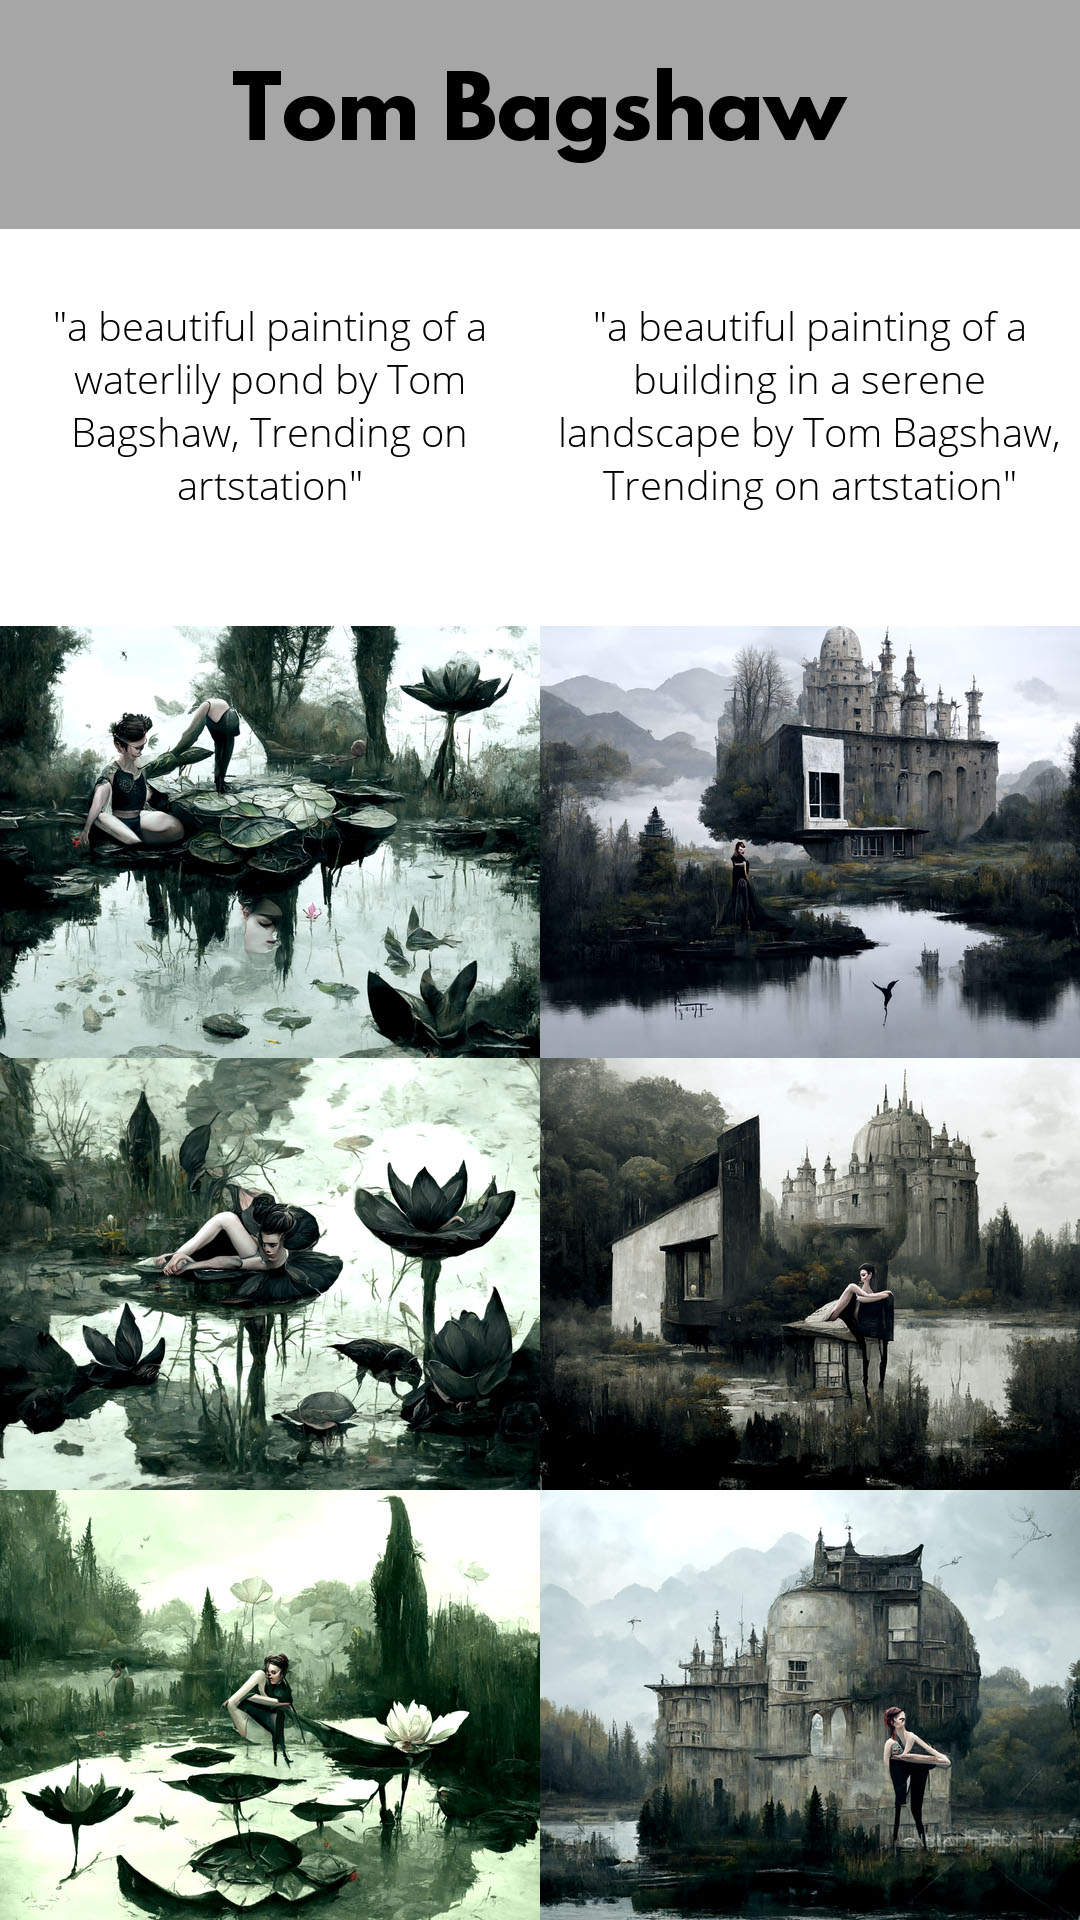 Tom Bagshaw
"a beautiful painting of a
waterlily pond by Tom
Bagshaw, Trending on
artstation"
"a beautiful painting of a
building in a serene
landscape by Tom Bagshaw,
Trending on artstation"